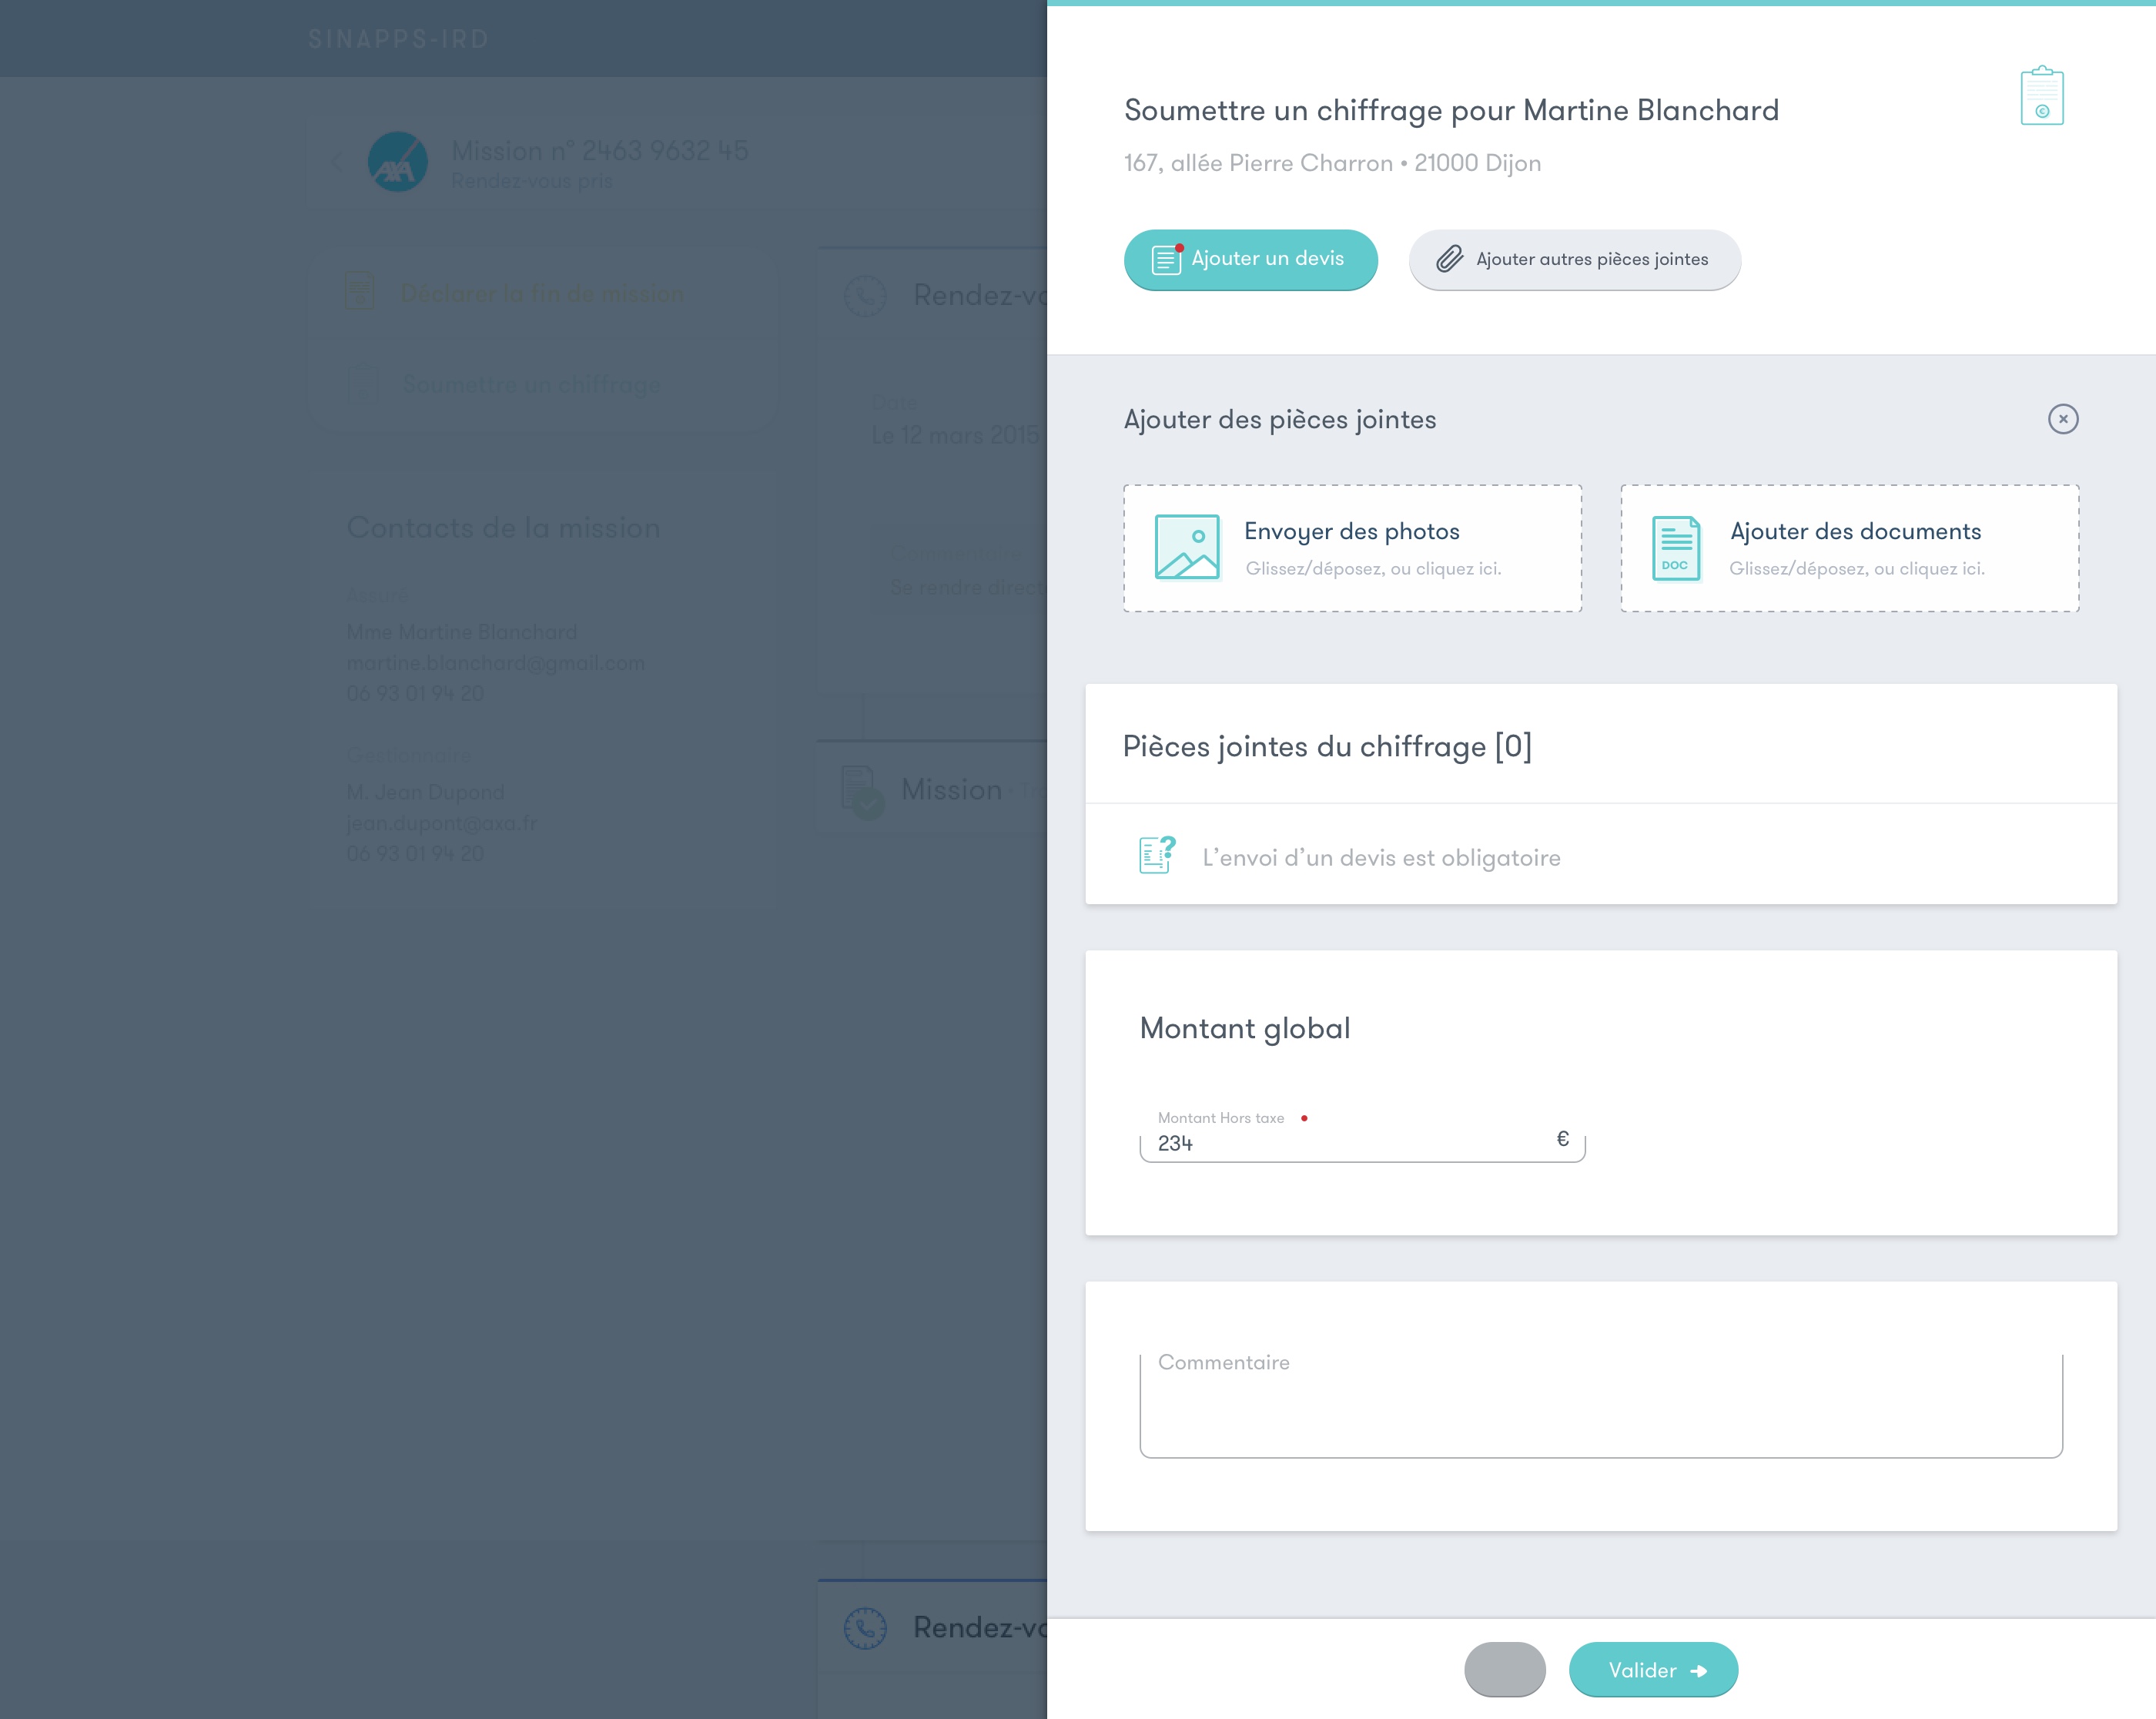 SINAPPS-IRD
AXA
Mission n° 2463 9632 45
Rendez-vous pris
Déclarer la fin de mission
Soumettre un chiffrage
Contacts de la mission
Assuré
Mme Martine Blanchard
martine.blanchard@gmail.com
06 93 01 94 20
Gestionnaire
M. Jean Dupond
jean.dupont@axa.fr
06 93 01 94 20
Rendez-vo
Date
Le 12 mars 2015
Commentaire
Se rendre direct
Mission
Rendez-vo
Soumettre un chiffrage pour Martine Blanchard
167, allée Pierre Charron • 21000 Dijon
Ajouter un devis
Ajouter autres pièces jointes
Ajouter des pièces jointes
Envoyer des photos
Glissez/déposez, ou cliquez ici.
DOC
Ajouter des documents
Glissez/déposez, ou cliquez ici.
Pièces jointes du chiffrage [0]
L’envoi d’un devis est obligatoire
Montant global
Montant Hors taxe
234 €
Commentaire
Valider